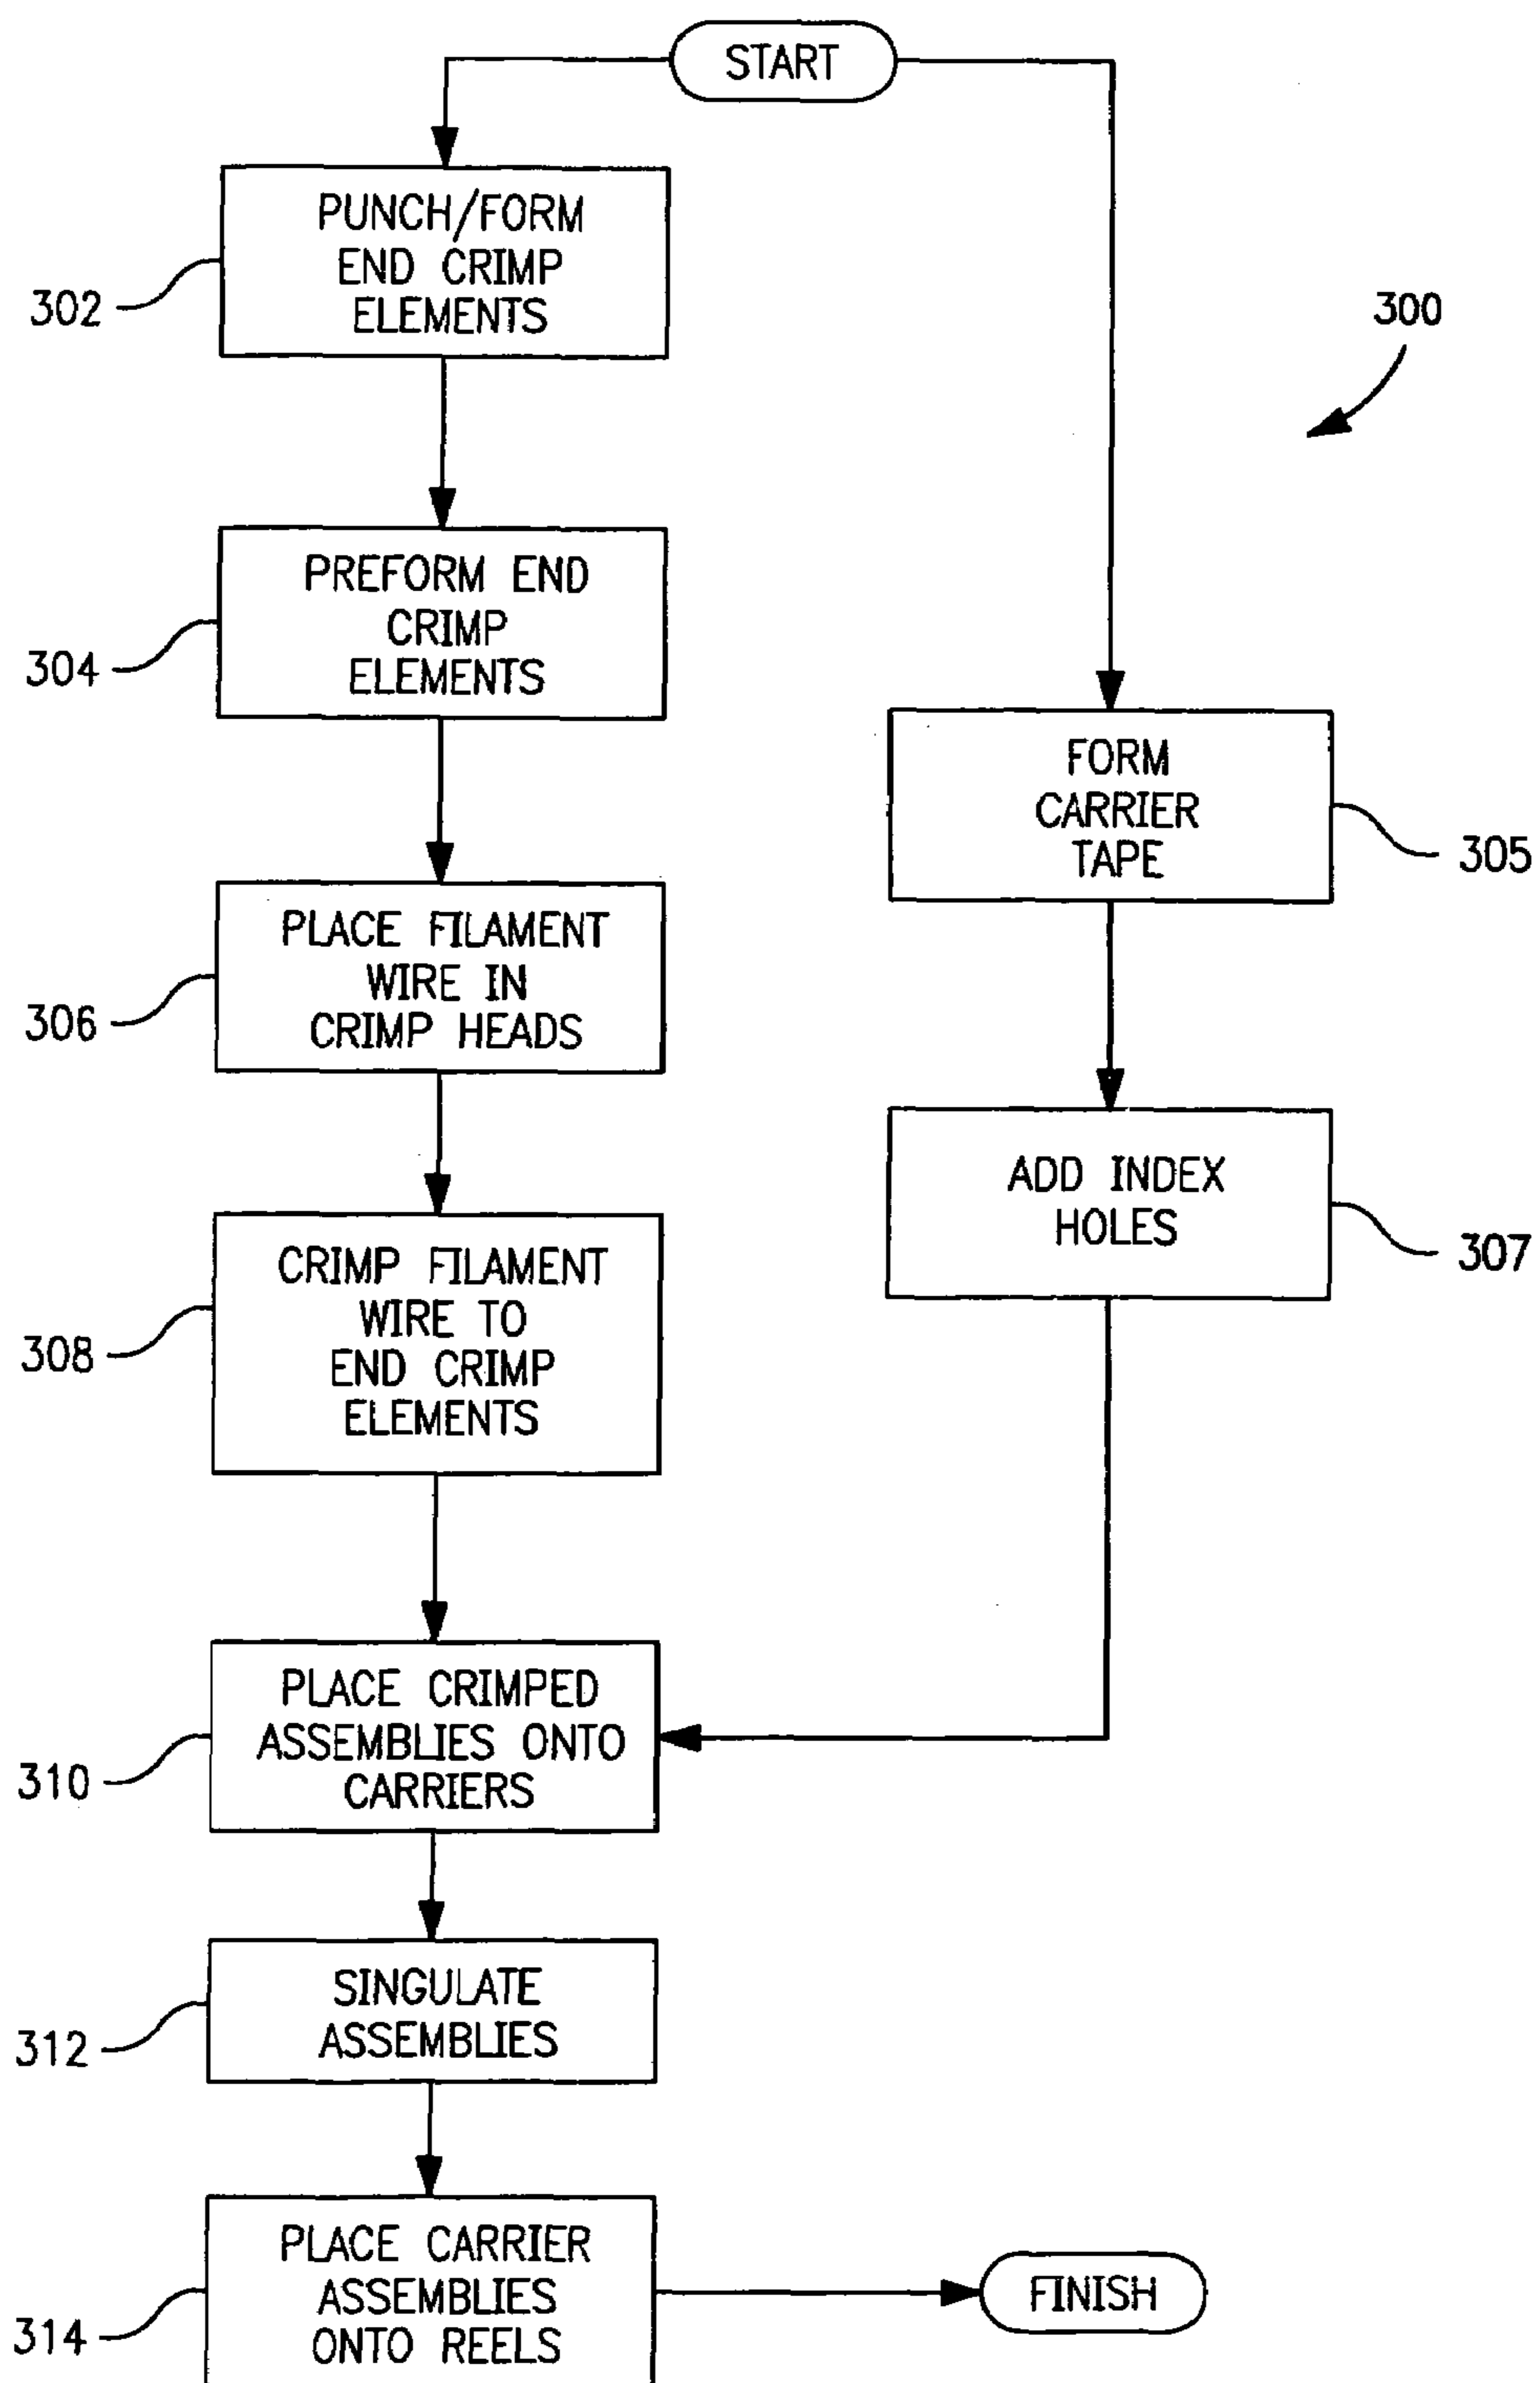 START
PUNCH/FORM
END CRIMP
ELEMENTS
302
300
PREFORM END
CRIMP
ELEMENTS
304
FORM
CARRIER
TAPE
305
PLACE FILAMENT
WIRE IN
CRIMP HEADS
306
ADD INDEX
HOLES
307
CRIMP FILAMENT
WIRE TO
END CRIMP
ELEMENTS
308
PLACE CRIMPED
ASSEMBLIES ONTO
CARRIERS
310
SINGULATE
ASSEMBLIES
312
PLACE CARRIER
ASSEMBLIES
ONTO REELS
314
FINISH